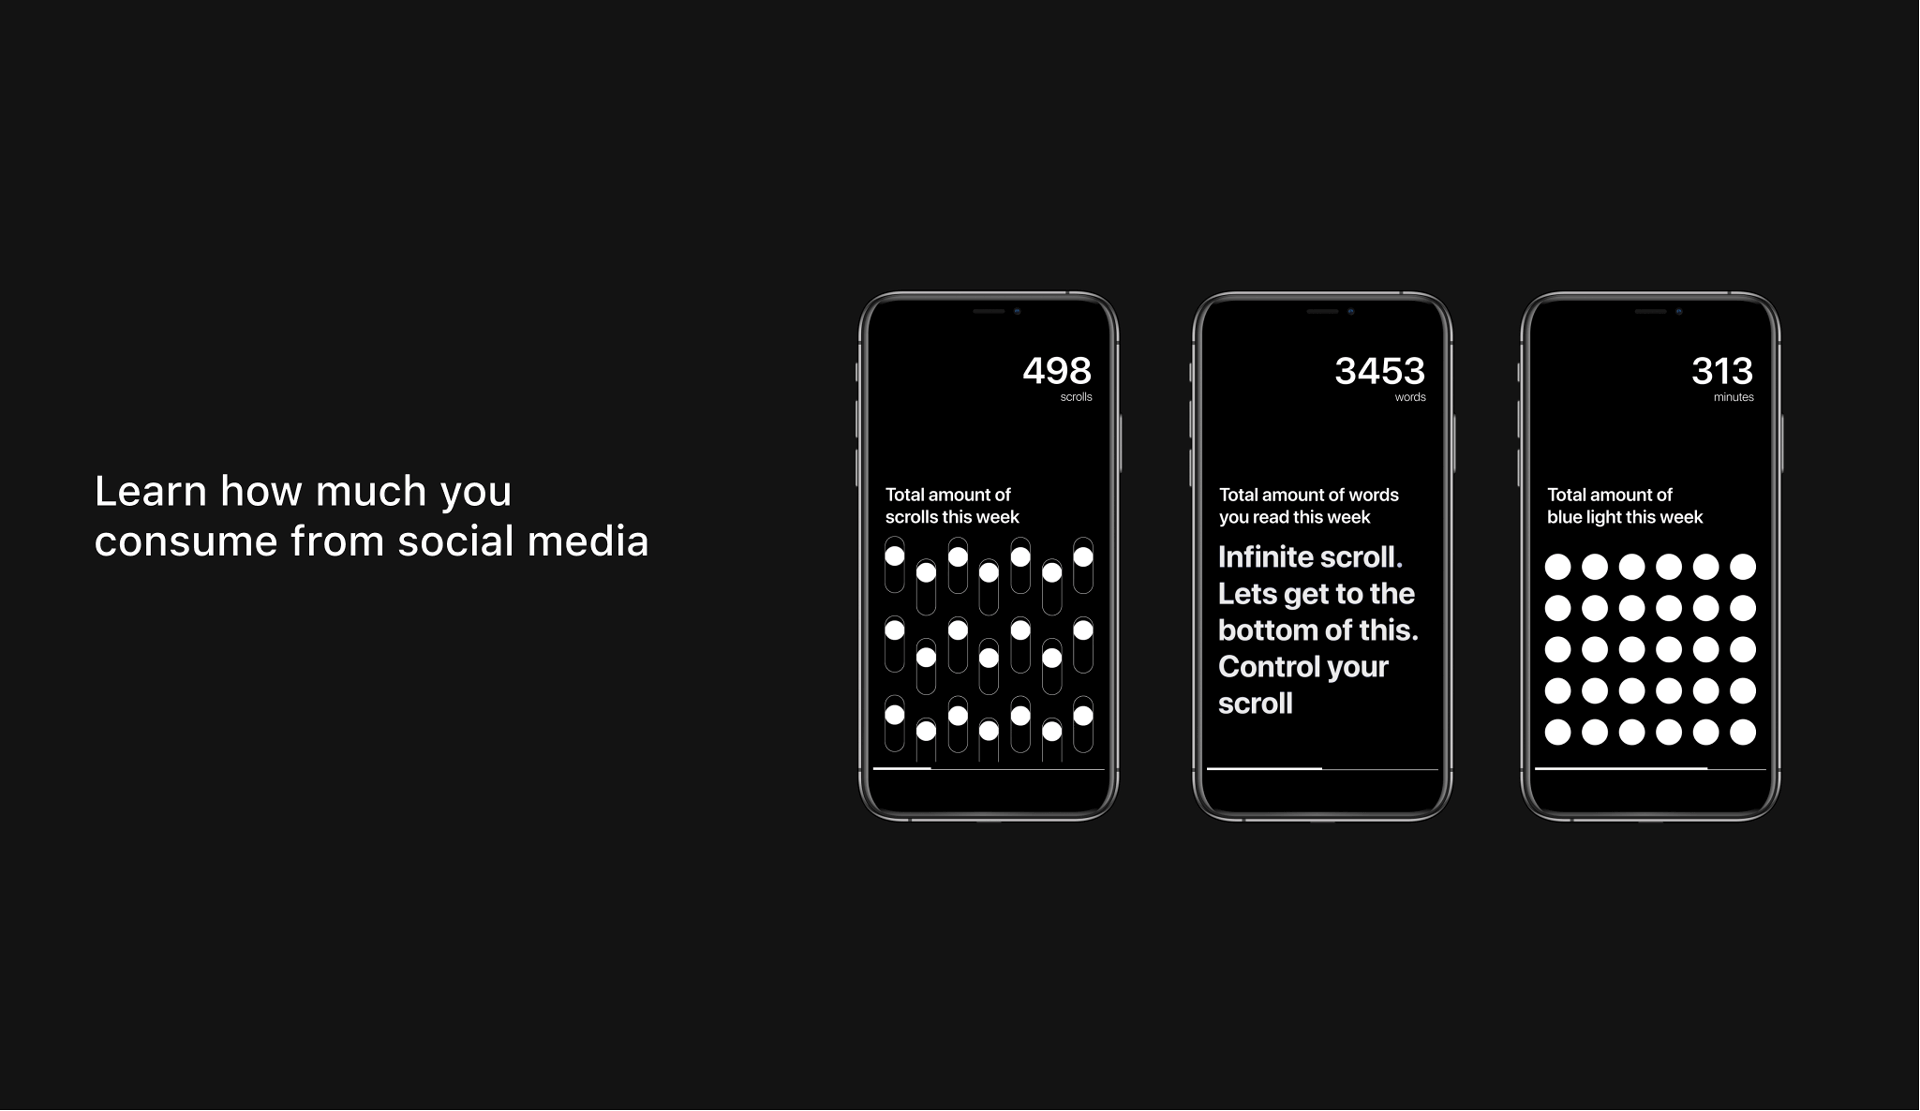 Learn how much you
consume from social media
498
scrolls
Total amount of
scrolls this week
3453
words
Total amount of words
you read this week
Infinite scroll.
Lets get to the
bottom of this.
Control your
scroll
313
minutes
Total amount of
blue light this week